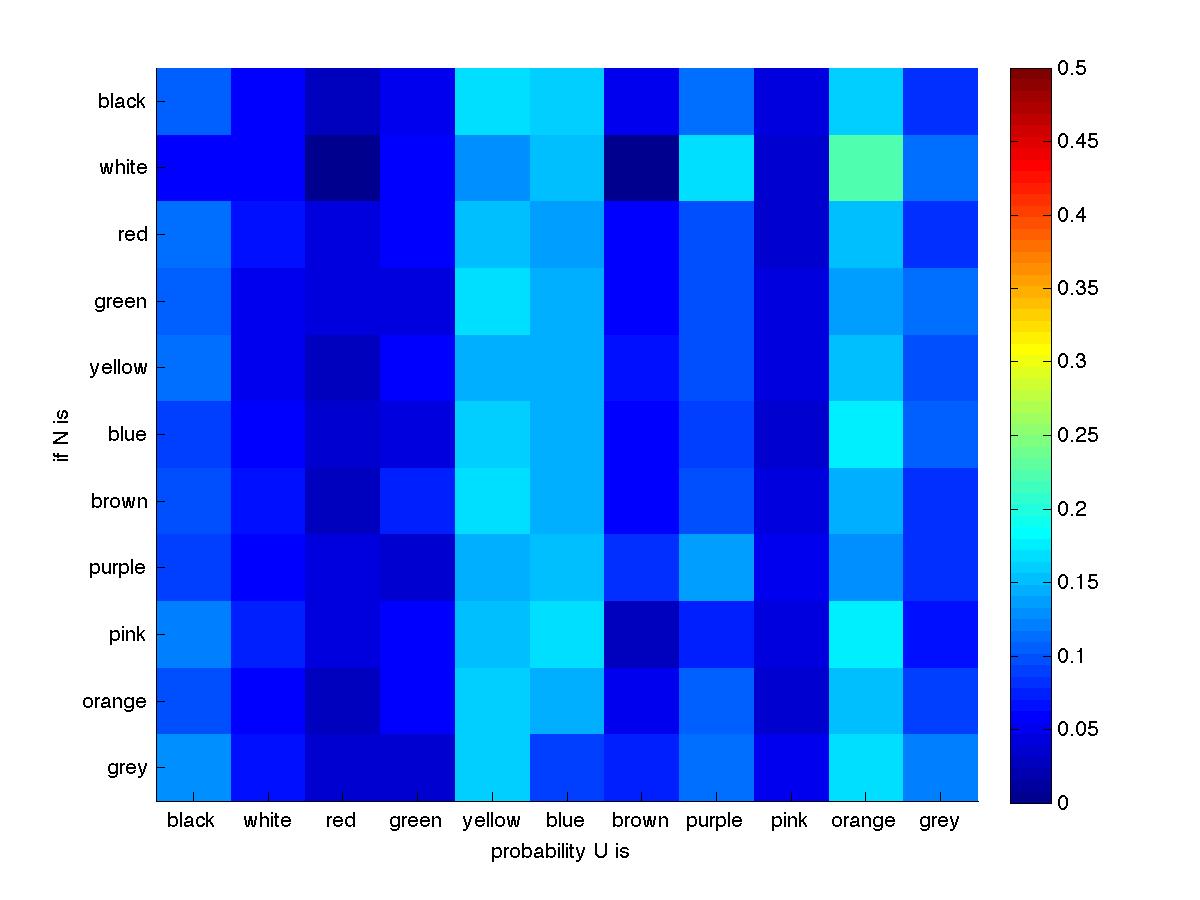 black
white
red
green
yellow
blue
brown
purple
pink
orange
grey
if N is
black white red green yellow blue brown purple pink orange grey
probability U is
0.5
0.45
0.4
0.35
0.3
0.25
0.2
0.15
0.1
0.05
0